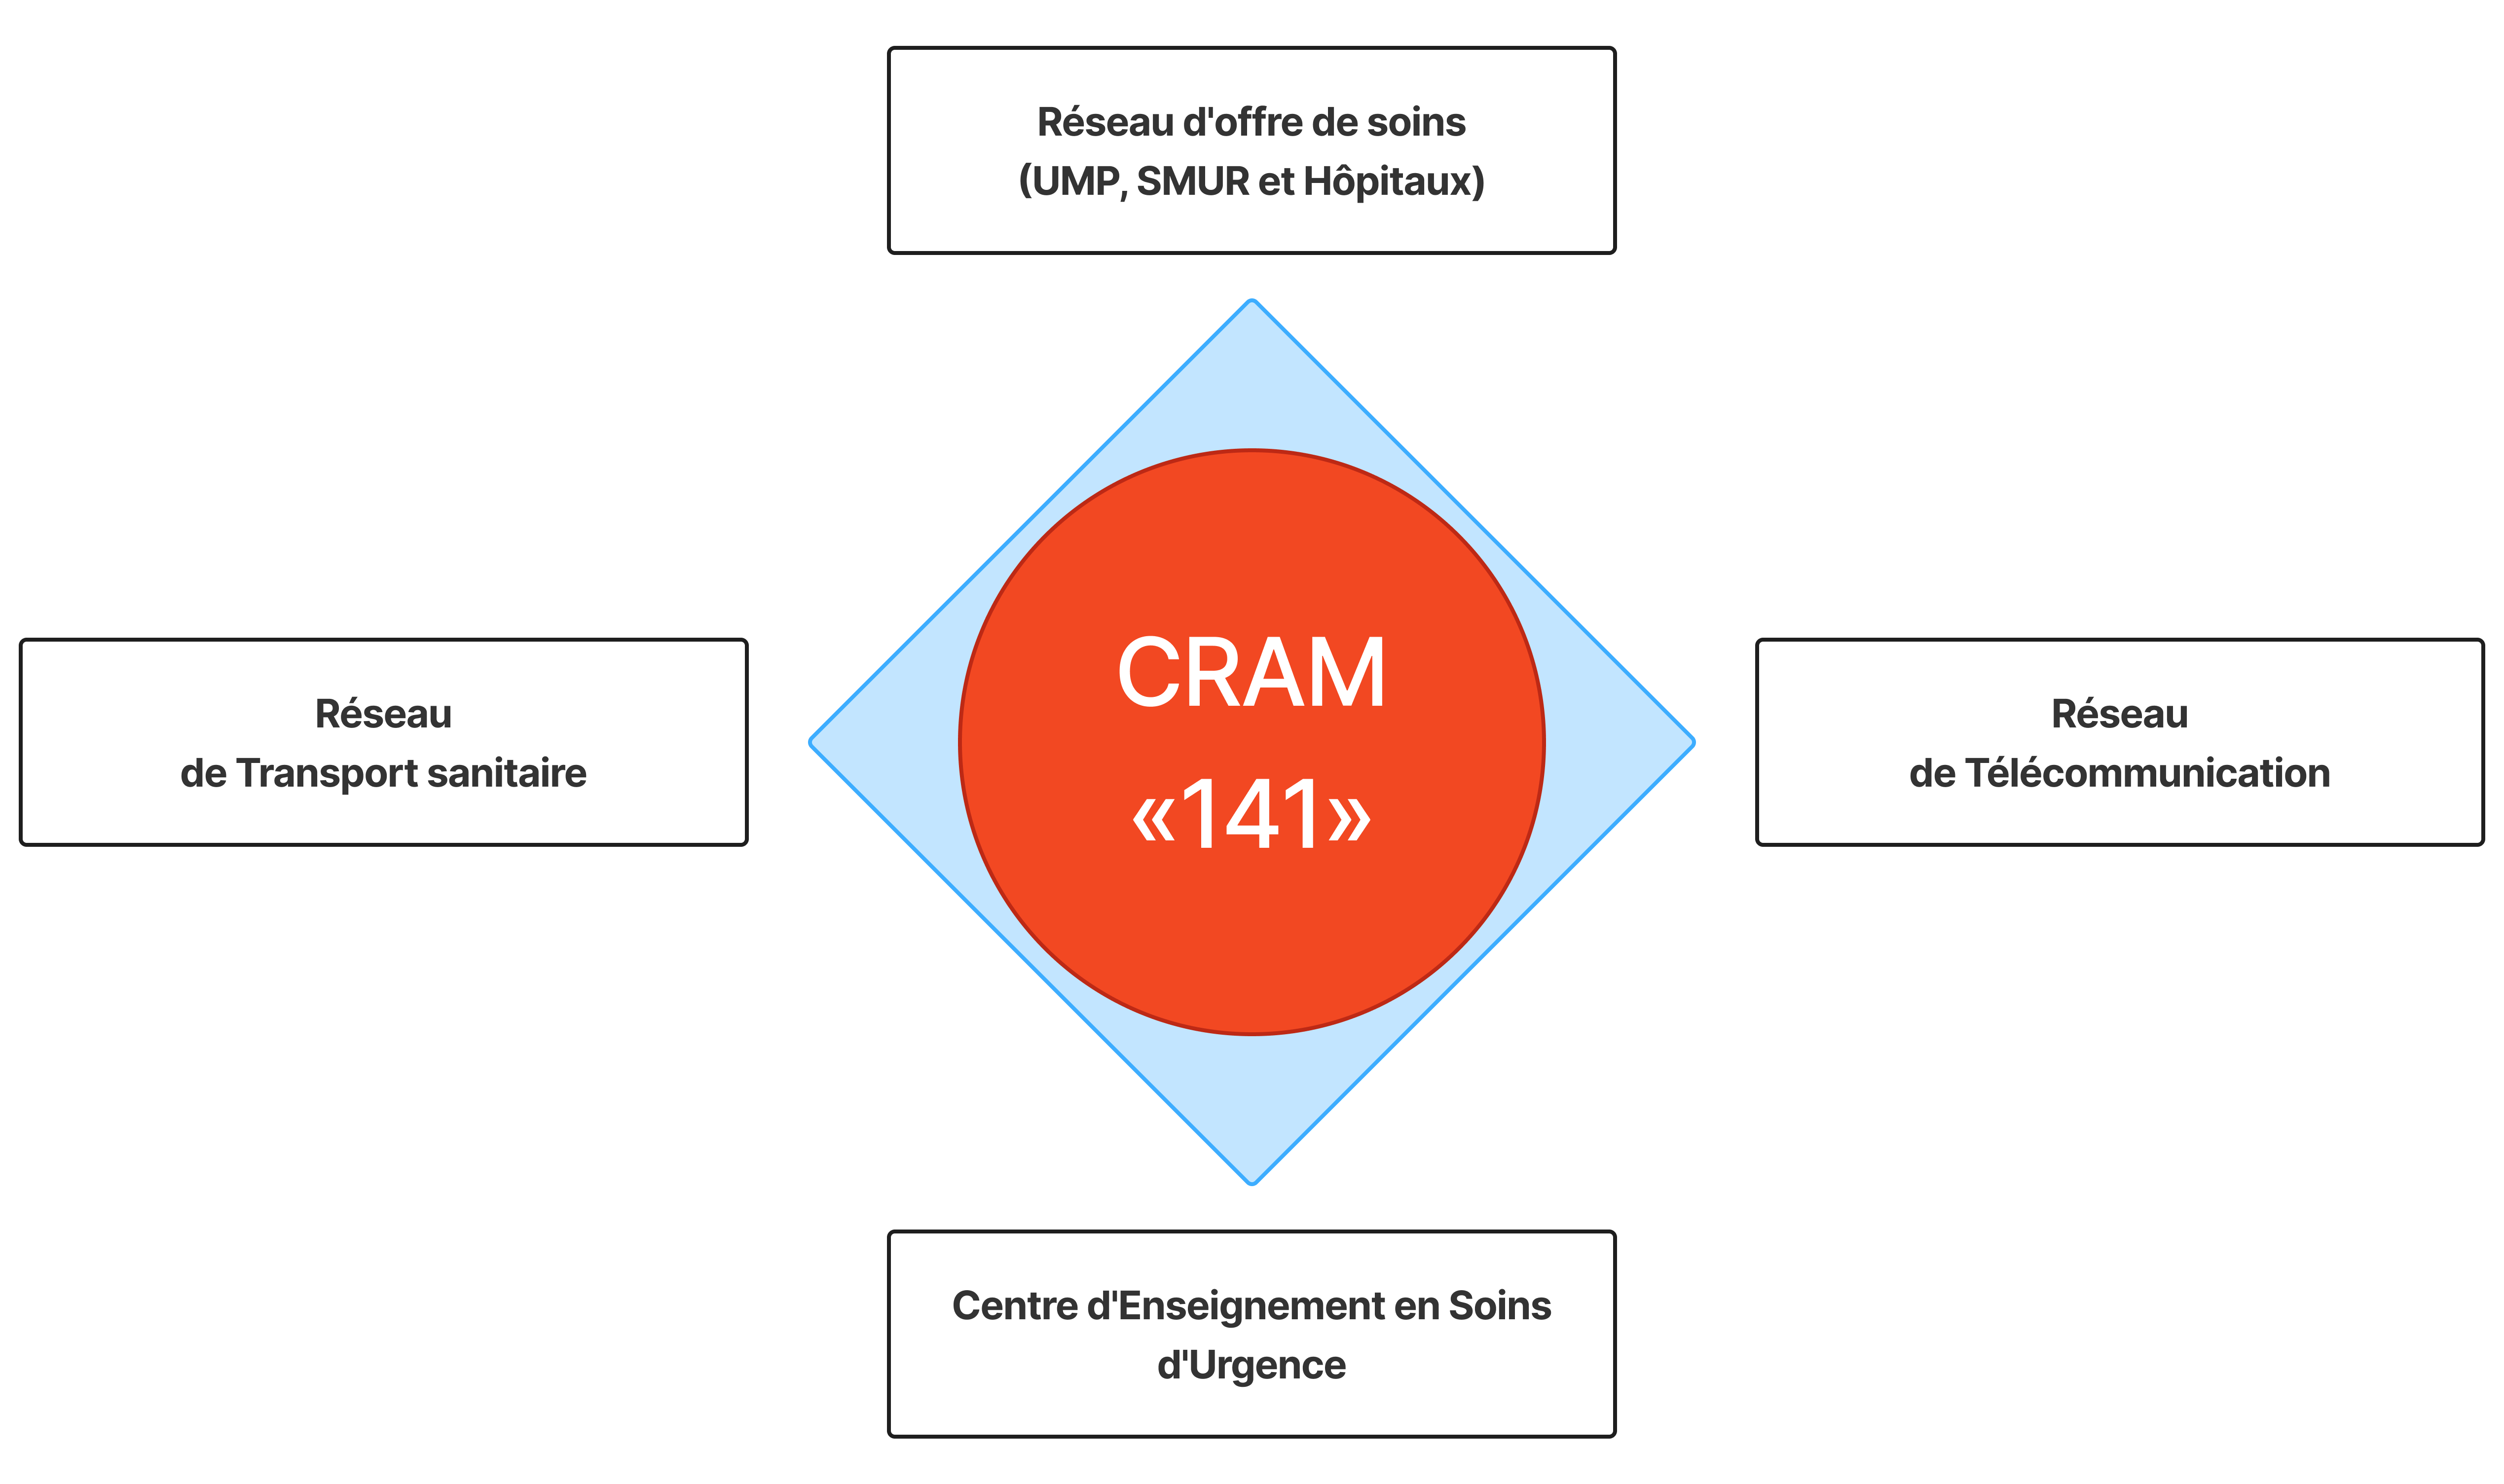 Réseau d'offre de soins
(UMP, SMUR et Hôpitaux)
Réseau
de Transport sanitaire
CRAM
«141»
Réseau
de Télécommunication
Centre d'Enseignement en Soins
d'Urgence